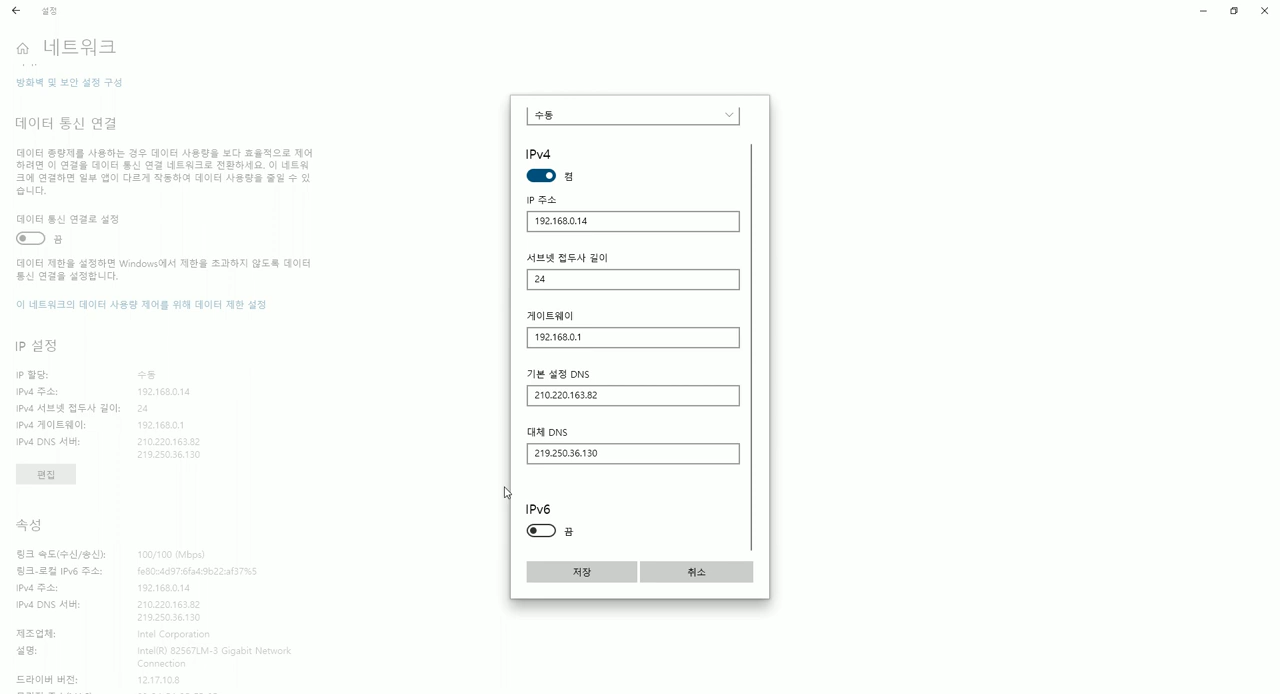 설정
네트워크
방화벽 및 보안 설정 구성
데이터 통신 연결
데이터 종량제를 사용하는 경우 데이터 사용량을 보다 효율적으로 제어
하려면 이 연결을 데이터 통신 연결 네트워크로 전환하세요. 이 네트워
크에 연결하면 일부 앱이 다르게 작동하여 데이터 사용량을 줄일 수 있
습니다.
데이터 통신 연결로 설정
끔
데이터 제한을 설정하면 Windows에서 제한을 초과하지 않도록 데이터
통신 연결을 설정합니다.
이 네트워크의 데이터 사용량 제어를 위해 데이터 제한 설정
IP 설정
IP 할당: 수동
IPv4 주소: 192.168.0.14
IPv4 서브넷 접두사 길이: 24
IPv4 게이트웨이: 192.168.0.1
IPv4 DNS 서버: 210.220.163.82
219.250.36.130
편집
속성
링크 속도(수신/송신): 100/100 (Mbps)
링크-로컬 IPv6 주소: fe80::4d97:6fa4:9b22:af37%5
IPv4 주소: 192.168.0.14
IPv4 DNS 서버: 210.220.163.82
219.250.36.130
제조업체: Intel Corporation
설명: Intel(R) 82567LM-3 Gigabit Network
Connection
드라이버 버전: 12.17.10.8
수동
IPv4
켬
IP 주소
192.168.0.14
서브넷 접두사 길이
24
게이트웨이
192.168.0.1
기본 설정 DNS
210.220.163.82
대체 DNS
219.250.36.130
IPv6
끔
저장 취소